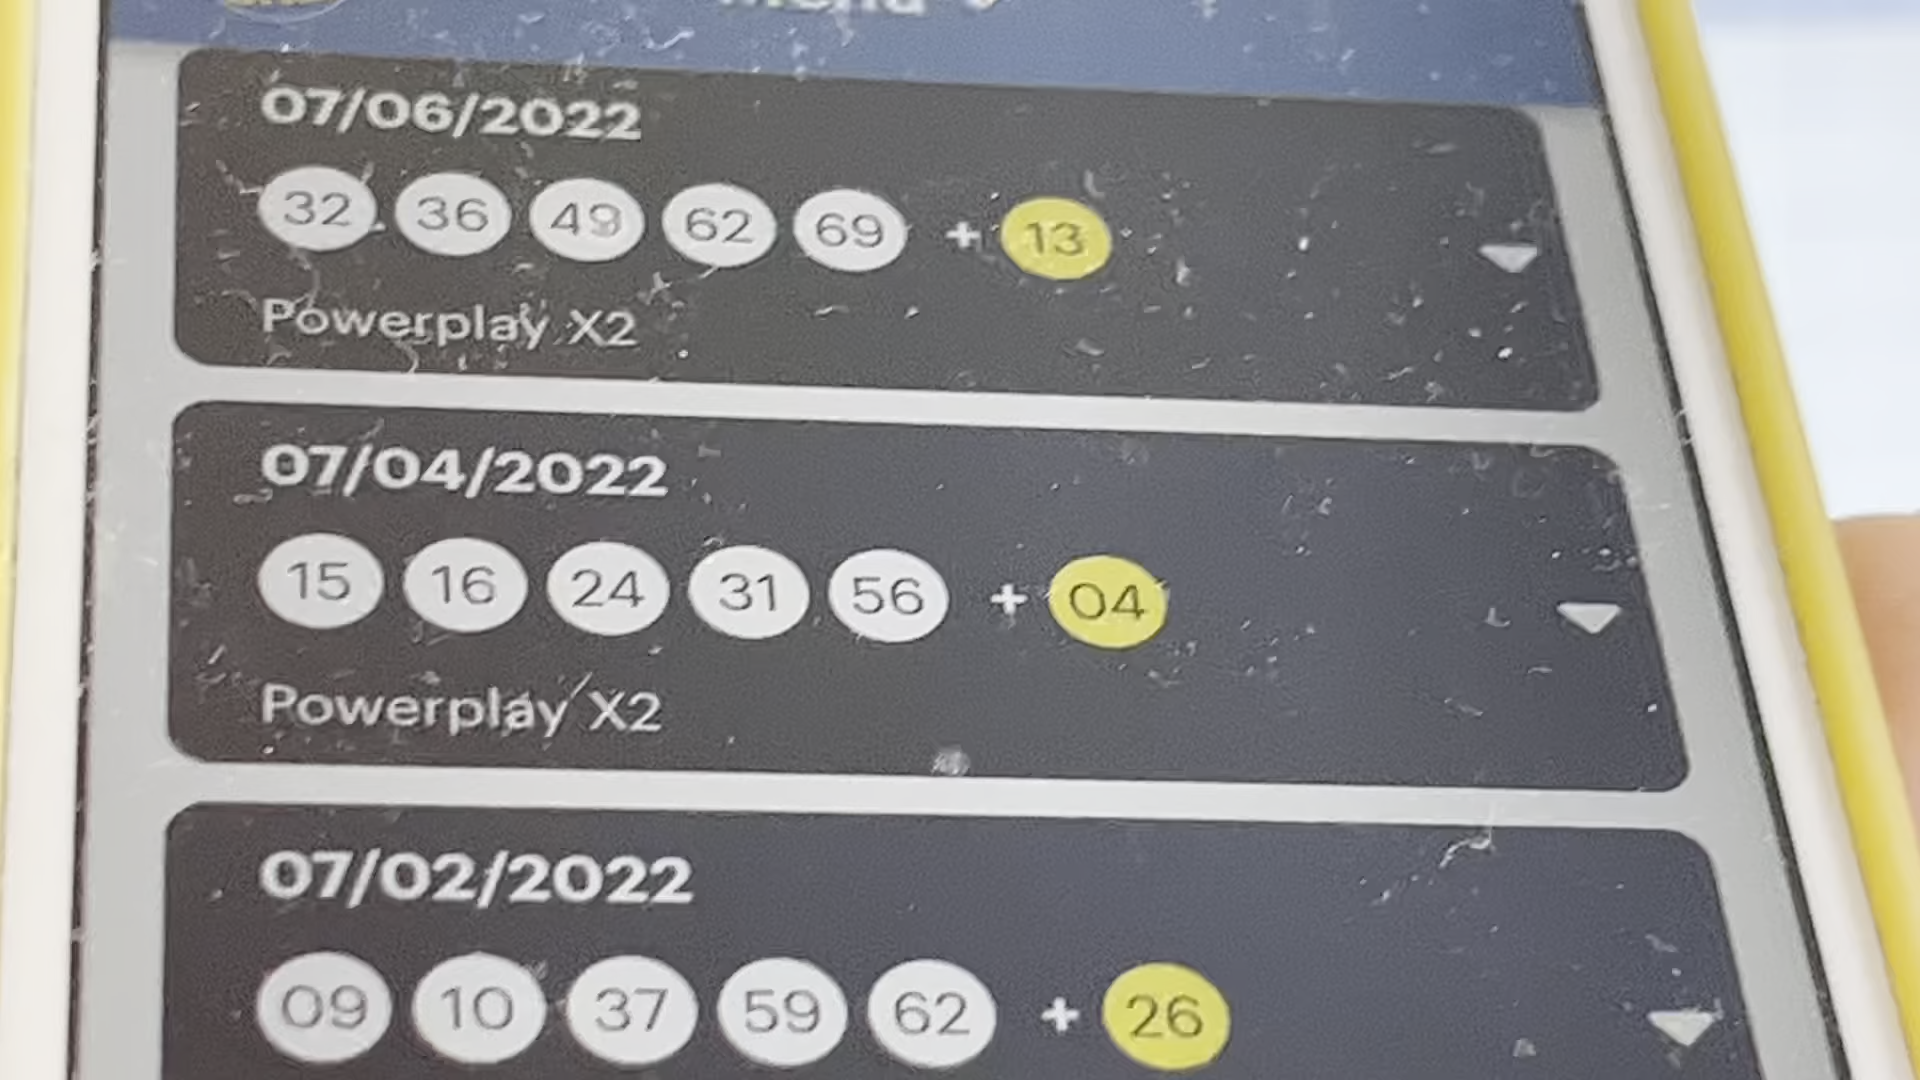 07/06/2022
32 36 49 62 69 + 13
Powerplay X2
07/04/2022
15 16 24 31 56 + 04
Powerplay X2
07/02/2022
09 10 37 59 62 + 26